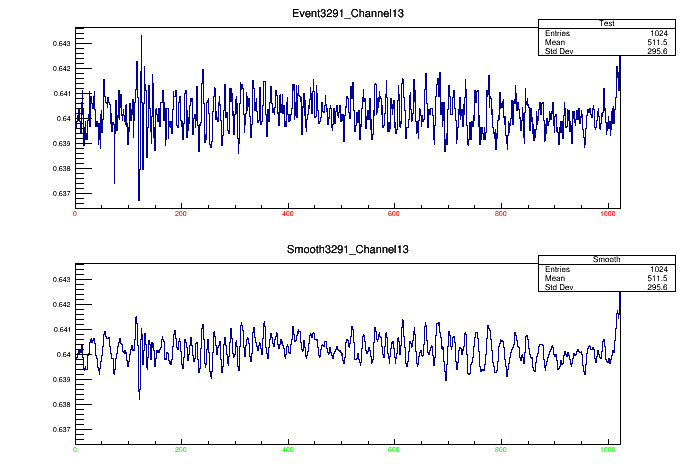 Event3291_Channel13
Test
Entries 1024
Mean 511.5
Std Dev 295.6
0.643
0.642
0.641
0.64
0.639
0.638
0.637
0 200 400 600 800 1000
Smooth3291_Channel13
Smooth
Entries 1024
Mean 511.5
Std Dev 295.6
0.643
0.642
0.641
0.64
0.639
0.638
0.637
0 200 400 600 800 1000